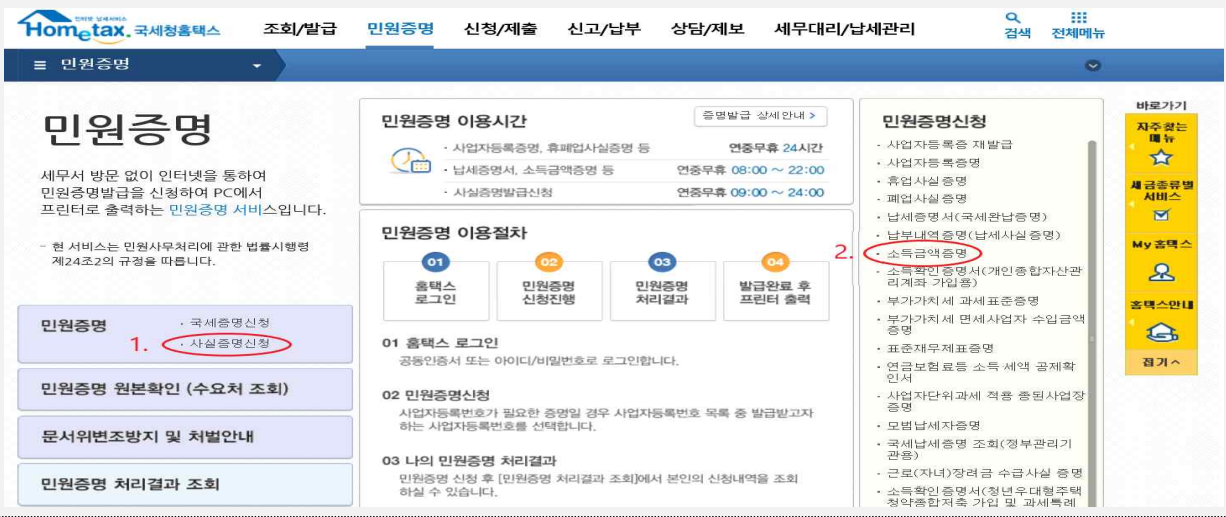 인터넷 납세서비스
Hometax. 국세청홈택스
조회/발급
민원증명
신청/제출
신고/납부
상담/제보
세무대리/납세관리
검색
전체메뉴
민원증명
민원증명
세무서 방문 없이 인터넷을 통하여
민원증명발급을 신청하여 PC에서
프린터로 출력하는 민원증명 서비스입니다.
- 현 서비스는 민원사무처리에 관한 법률시행령
제24조2의 규정을 따릅니다.
민원증명
· 국세증명신청
1. · 사실증명신청
민원증명 원본확인 (수요처 조회)
문서위변조방지 및 처벌안내
민원증명 처리결과 조회
민원증명 이용시간
증명발급 상세안내 >
· 사업자등록증명, 휴폐업사실증명 등 연중무휴 24시간
· 납세증명서, 소득금액증명 등 연중무휴 08:00 ~ 22:00
· 사실증명발급신청 연중무휴 09:00 ~ 24:00
민원증명 이용절차
01
홈택스
로그인
02
민원증명
신청진행
03
민원증명
처리결과
04
발급완료 후
프린터 출력
01 홈택스 로그인
공동인증서 또는 아이디/비밀번호로 로그인합니다.
02 민원증명신청
사업자등록번호가 필요한 증명일 경우 사업자등록번호 목록 중 발급받고자
하는 사업자등록번호를 선택합니다.
03 나의 민원증명 처리결과
민원증명 신청 후 [민원증명 처리결과 조회]에서 본인의 신청내역을 조회
하실 수 있습니다.
민원증명신청
· 사업자등록증 재발급
· 사업자등록증명
· 휴업사실증명
· 폐업사실증명
· 납세증명서(국세완납증명)
· 납부내역증명(납세사실증명)
2. · 소득금액증명
· 소득확인증명서(개인종합자산관
리계좌 가입용)
· 부가가치세 과세표준증명
· 부가가치세 면세사업자 수입금액
증명
· 표준재무제표증명
· 연금보험료등 소득 세액 공제확
인서
· 사업자단위과세 적용 종된사업장
증명
· 모범납세자증명
· 국세납세증명 조회(정부관리기
관용)
· 근로(자녀)장려금 수급사실 증명
· 소득확인증명서(청년우대형주택
청약종합저축 가입 및 과세특례
바로가기
자주찾는
메뉴
세금종류별
서비스
My홈택스
홈택스안내
접기 ^